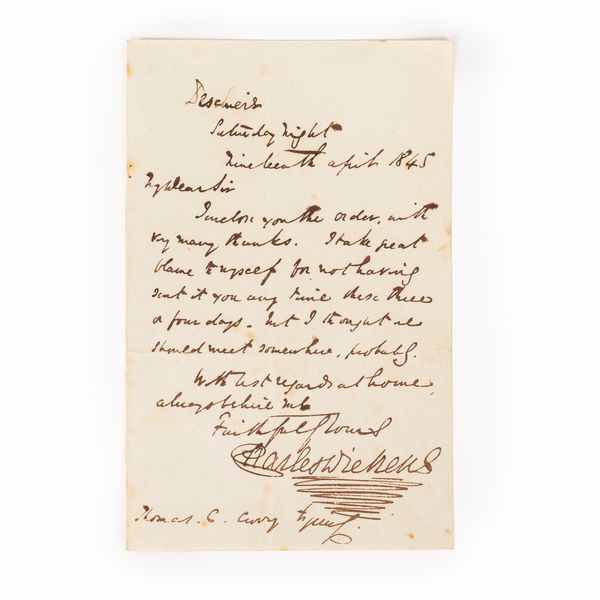 Saturday Night
Nineteenth April 1845
My Dear Sir
I enclose you the order, with
very many thanks. I take great
blame to myself for not having
sent it you any time these three
or four days. But I thought we
should meet somewhere, probably.
With best regards at home
always believe me
Faithfully Yours
Charles Dickens
Thomas. C. Curry Esquire.